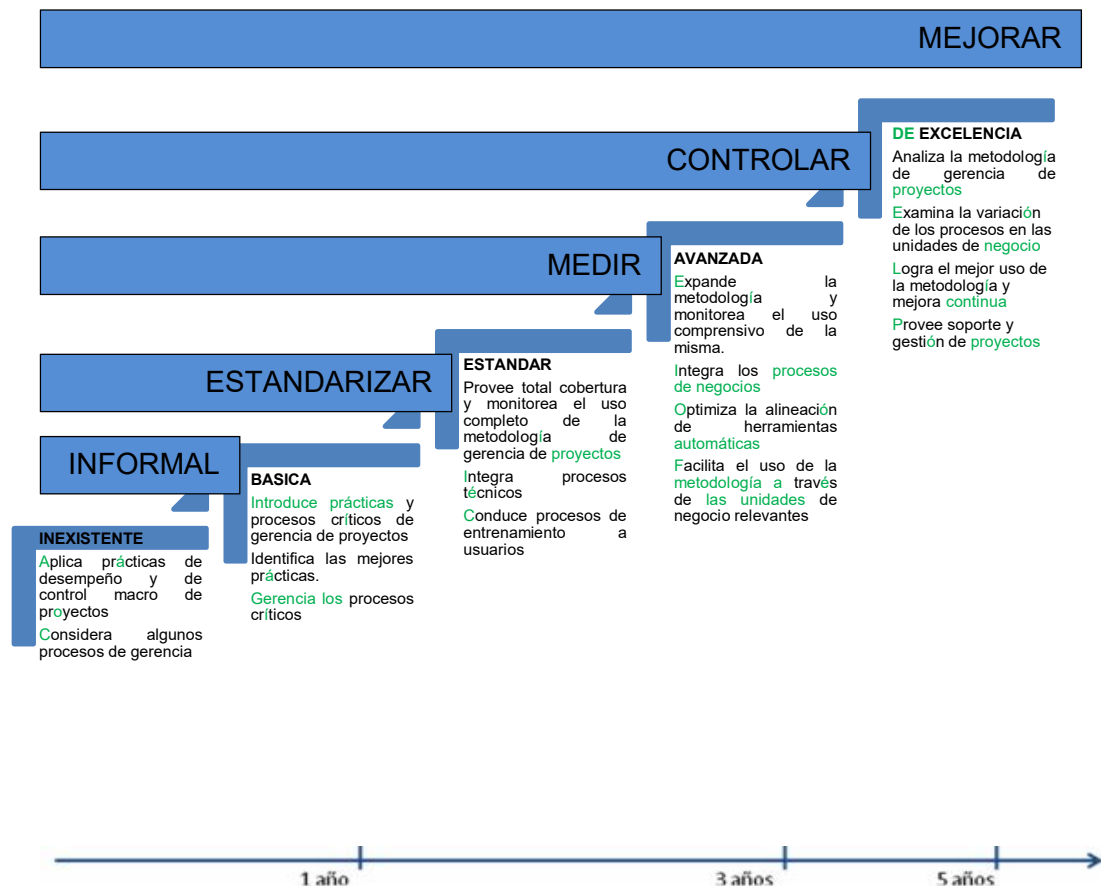 MEJORAR
DE EXCELENCIA
Analiza la metodología
de gerencia de
proyectos
Examina la variación
de los procesos en las
unidades de negocio
Logra el mejor uso de
la metodología y
mejora continua
Provee soporte y
gestión de proyectos
CONTROLAR
AVANZADA
Expande la
metodología y
monitorea el uso
comprensivo de la
misma.
Integra los procesos
de negocios
Optimiza la alineación
de herramientas
automáticas
Facilita el uso de la
metodología a través
de las unidades de
negocio relevantes
MEDIR
ESTANDAR
Provee total cobertura
y monitorea el uso
completo de la
metodología de
gerencia de proyectos
Integra procesos
técnicos
Conduce procesos de
entrenamiento a
usuarios
ESTANDARIZAR
BASICA
Introduce prácticas y
procesos críticos de
gerencia de proyectos
Identifica las mejores
prácticas.
Gerencia los procesos
críticos
INFORMAL
INEXISTENTE
Aplica prácticas de
desempeño y de
control macro de
proyectos
Considera algunos
procesos de gerencia
1 año
3 años
5 años